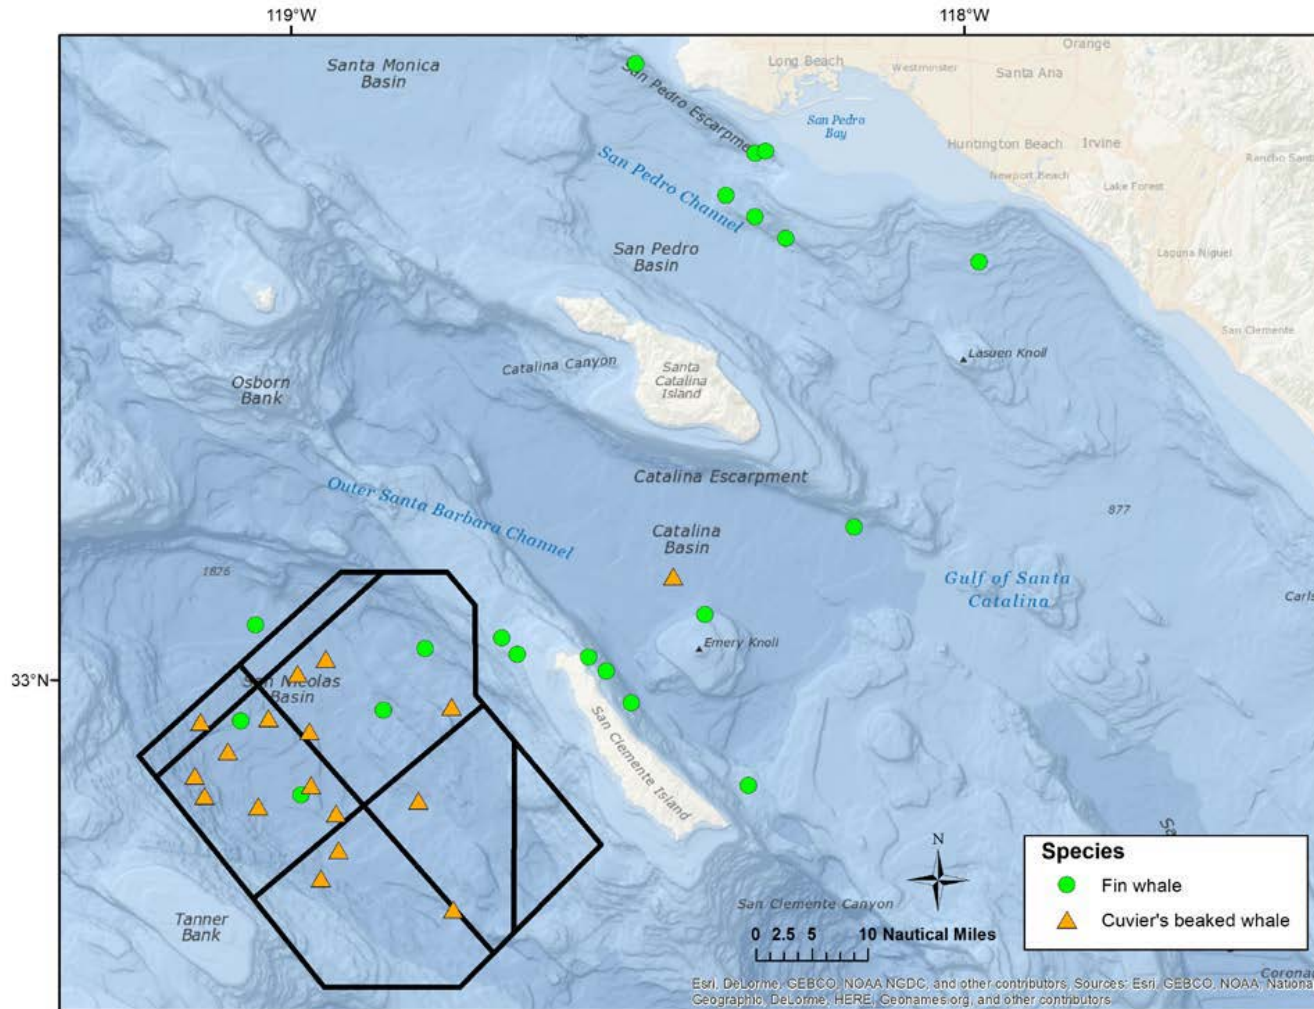 119°W
118°W
Orange
Santa Monica
Basin
Long Beach
Westminster
Santa Ana
San Pedro Escarpment
San Pedro
Bay
Huntington Beach
Irvine
Rancho Sant
San Pedro Channel
Newport Beach
Lake Forest
San Pedro
Basin
Laguna Niguel
San Clemente
Lasuen Knoll
Catalina Canyon
Santa
Catalina
Island
Osborn
Bank
Catalina Escarpment
Outer Santa Barbara Channel
877
Catalina
Basin
1826
Gulf of Santa
Catalina
Carls
Emery Knoll
33°N
San Nicolas
Basin
San Clemente Island
Sa
N
Species
Fin whale
Cuvier's beaked whale
Tanner
Bank
San Clemente Canyon
0 2.5 5 10 Nautical Miles
Coronad
Esri, DeLorme, GEBCO, NOAA NGDC, and other contributors, Sources: Esri, GEBCO, NOAA, National
Geographic, DeLorme, HERE, Geonames.org, and other contributors